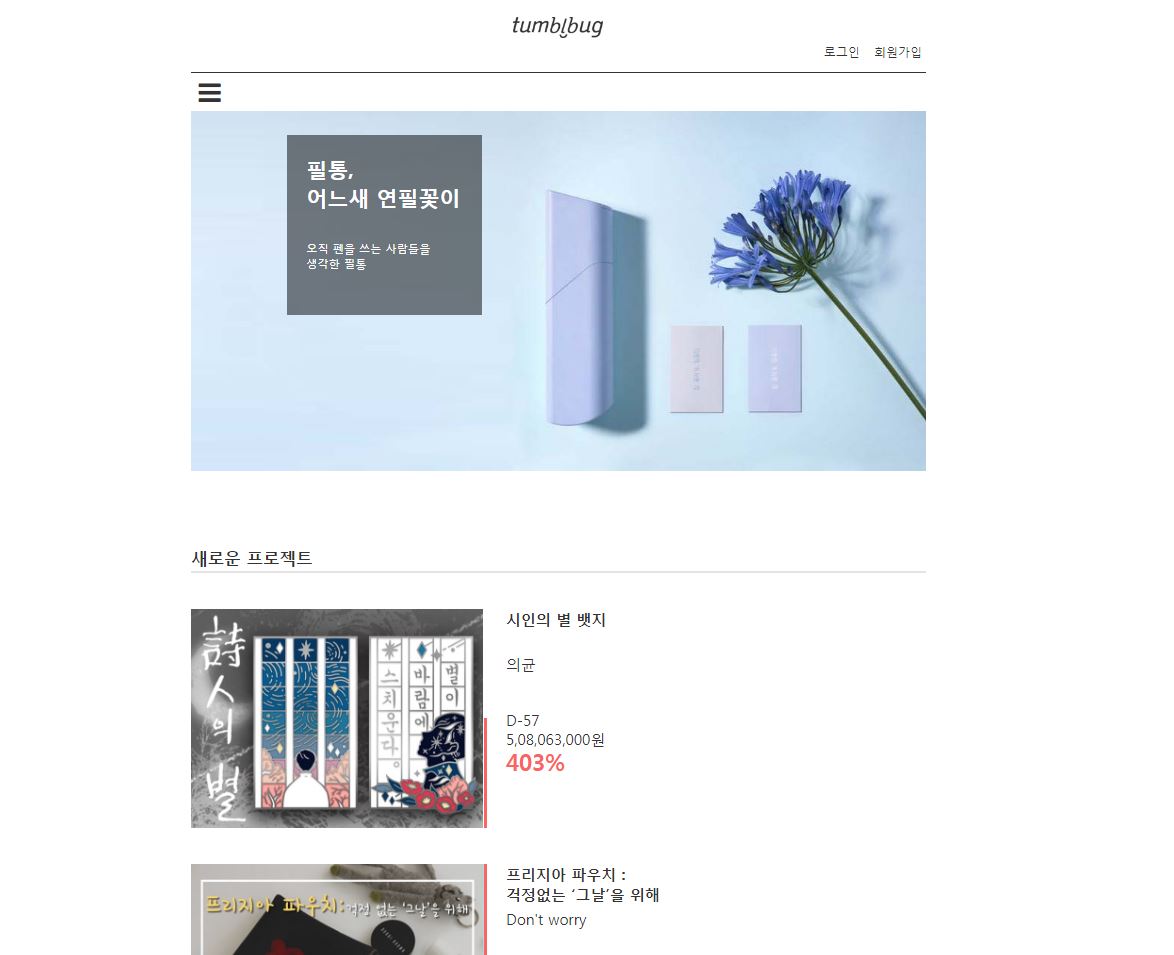 tumblbug
로그인 회원가입
필통,
어느새 연필꽃이
오직 펜을 쓰는 사람들을
생각한 필통
새로운 프로젝트
詩人의 별
별이
바람에
스치운다。
시인의 별 뱃지
의균
D-57
5,08,063,000원
403%
프리지아 파우치: 걱정 없는 '그날'을 위해
프리지아 파우치 :
걱정없는 ‘그날’을 위해
Don't worry